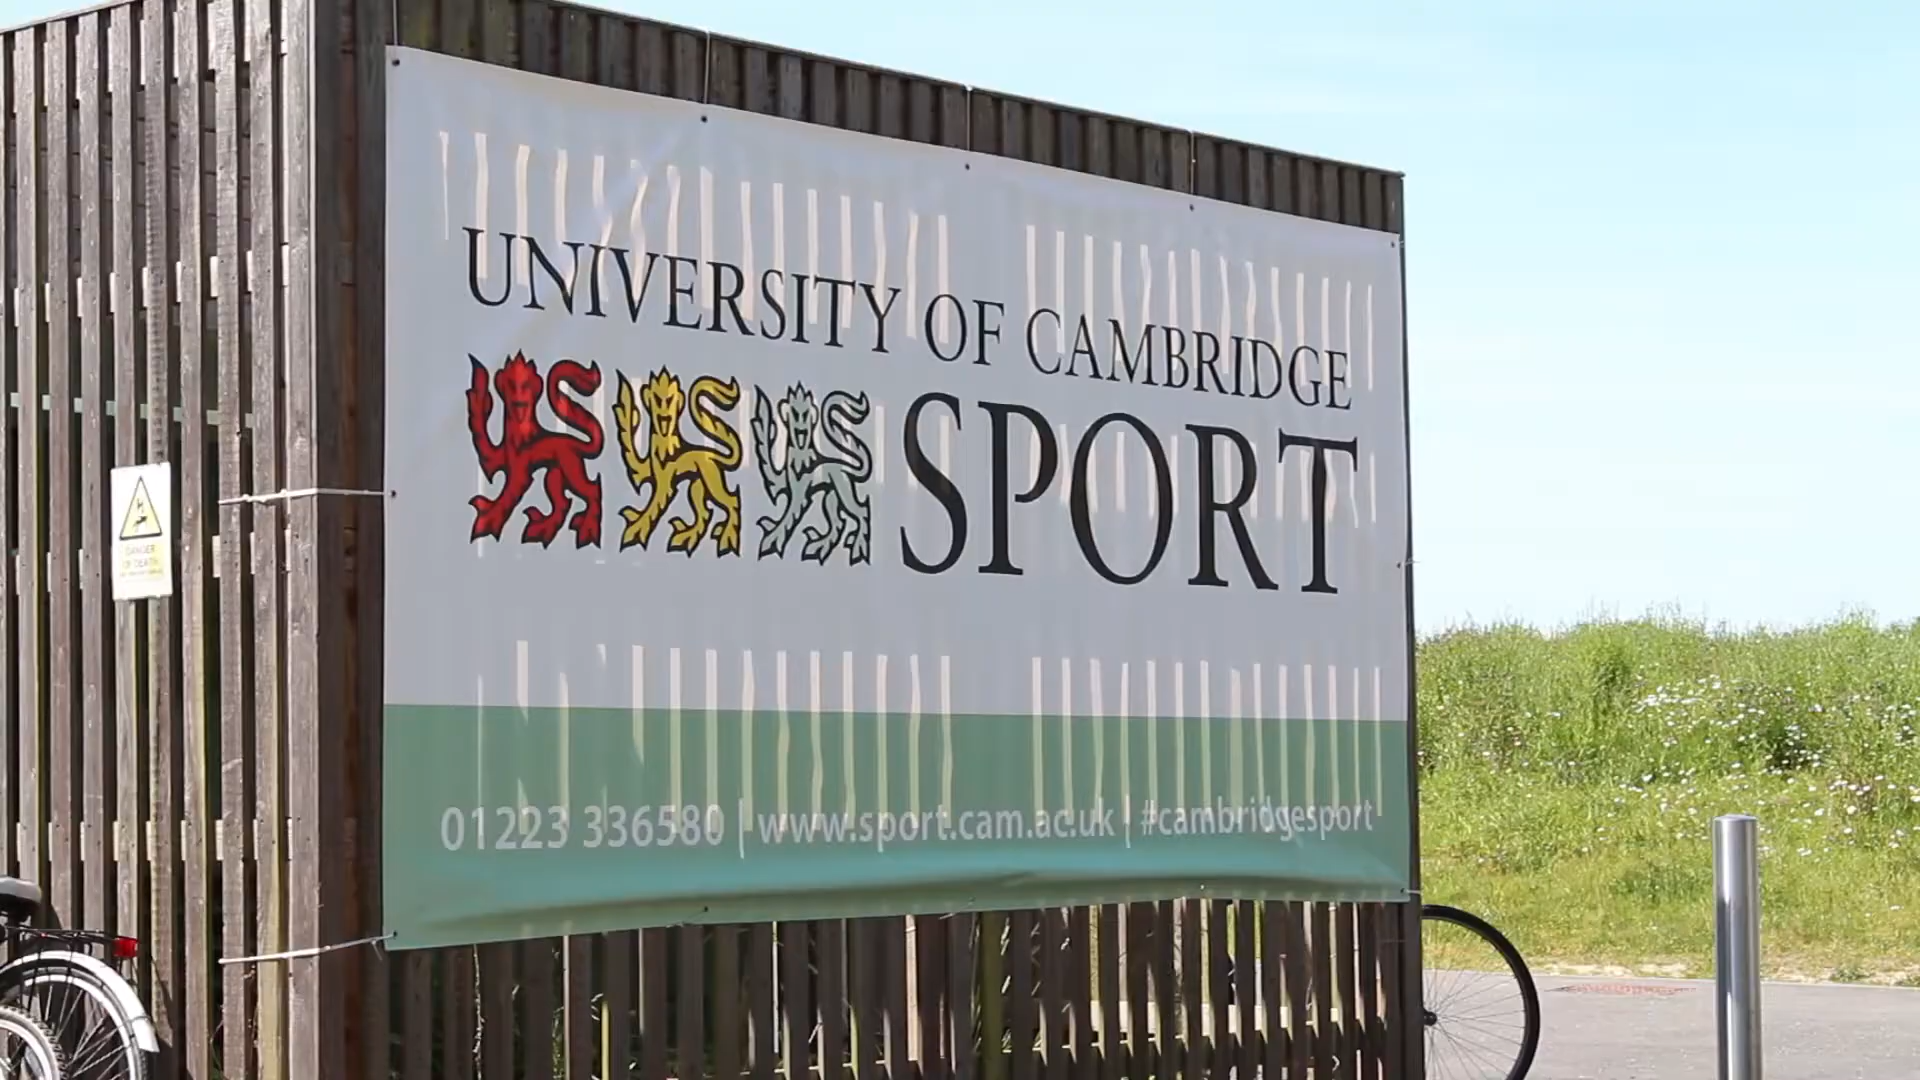 UNIVERSITY OF CAMBRIDGE
SPORT
01223 336580 | www.sport.cam.ac.uk | #cambridgesport
DANGER
OF DEATH